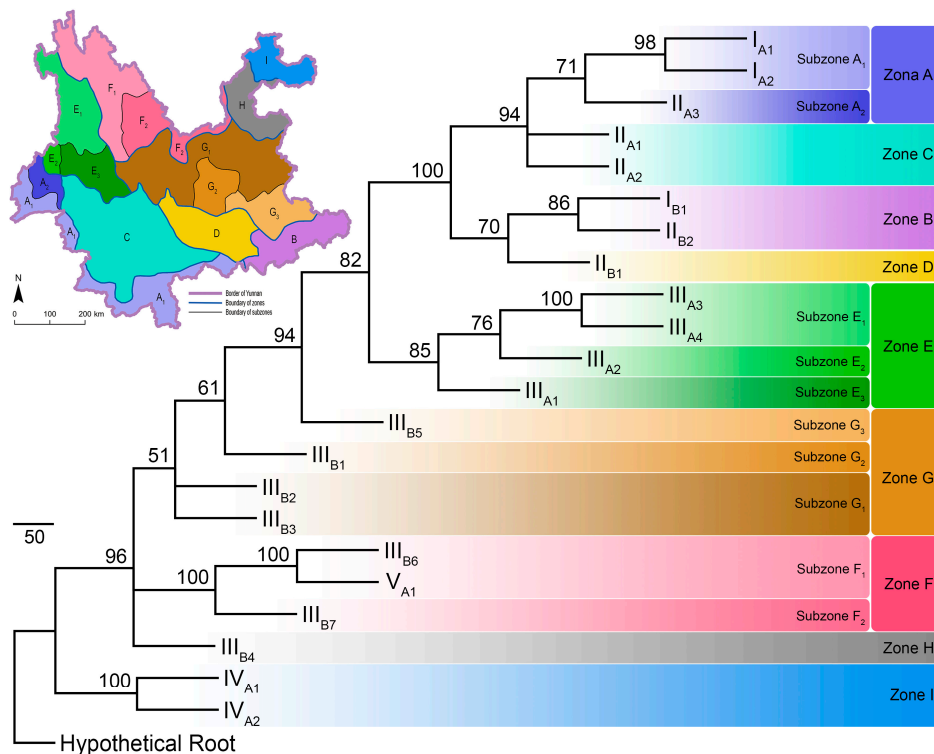 I
H
F1
E1
F2
F2
G1
E2
E3
A2
G2
A1
G3
A1
C
D
B
A1
N
0 100 200 km
Border of Yunnan
Boundary of zones
Boundary of subzones
98
IA1
Subzone A1
Zona A
71
IA2
94
IIA3
Subzone A2
IIA1
Zone C
100
IIA2
86
IB1
Zone B
70
IIB2
IIB1
Zone D
82
100
IIIA3
Subzone E1
Zone E
76
IIIA4
85
IIIA2
Subzone E2
IIIA1
Subzone E3
94
IIIB5
Subzone G3
Zone G
61
IIIB1
Subzone G2
51
IIIB2
Subzone G1
IIIB3
50
96
100
IIIB6
Subzone F1
Zone F
100
VA1
IIIB7
Subzone F2
IIIB4
Zone H
100
IVA1
Zone I
IVA2
Hypothetical Root